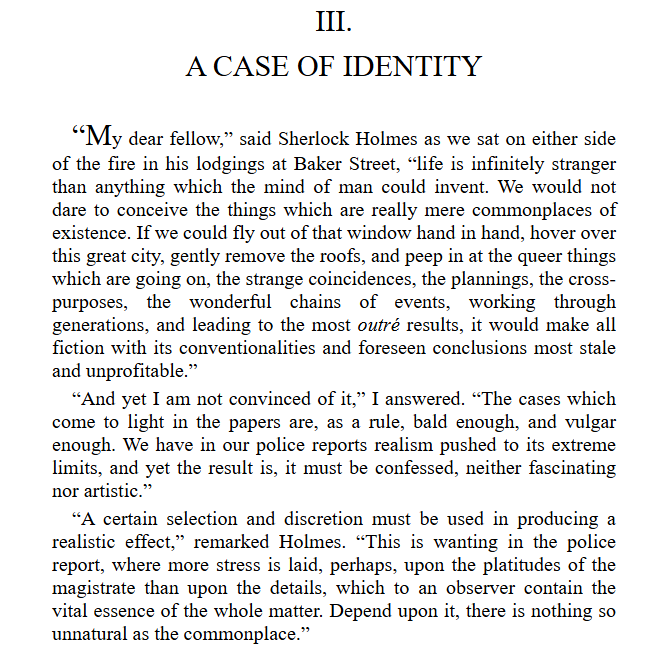 III.
A CASE OF IDENTITY
“My dear fellow,” said Sherlock Holmes as we sat on either side
of the fire in his lodgings at Baker Street, “life is infinitely stranger
than anything which the mind of man could invent. We would not
dare to conceive the things which are really mere commonplaces of
existence. If we could fly out of that window hand in hand, hover over
this great city, gently remove the roofs, and peep in at the queer things
which are going on, the strange coincidences, the plannings, the cross-
purposes, the wonderful chains of events, working through
generations, and leading to the most outré results, it would make all
fiction with its conventionalities and foreseen conclusions most stale
and unprofitable.”
“And yet I am not convinced of it,” I answered. “The cases which
come to light in the papers are, as a rule, bald enough, and vulgar
enough. We have in our police reports realism pushed to its extreme
limits, and yet the result is, it must be confessed, neither fascinating
nor artistic.”
“A certain selection and discretion must be used in producing a
realistic effect,” remarked Holmes. “This is wanting in the police
report, where more stress is laid, perhaps, upon the platitudes of the
magistrate than upon the details, which to an observer contain the
vital essence of the whole matter. Depend upon it, there is nothing so
unnatural as the commonplace.”